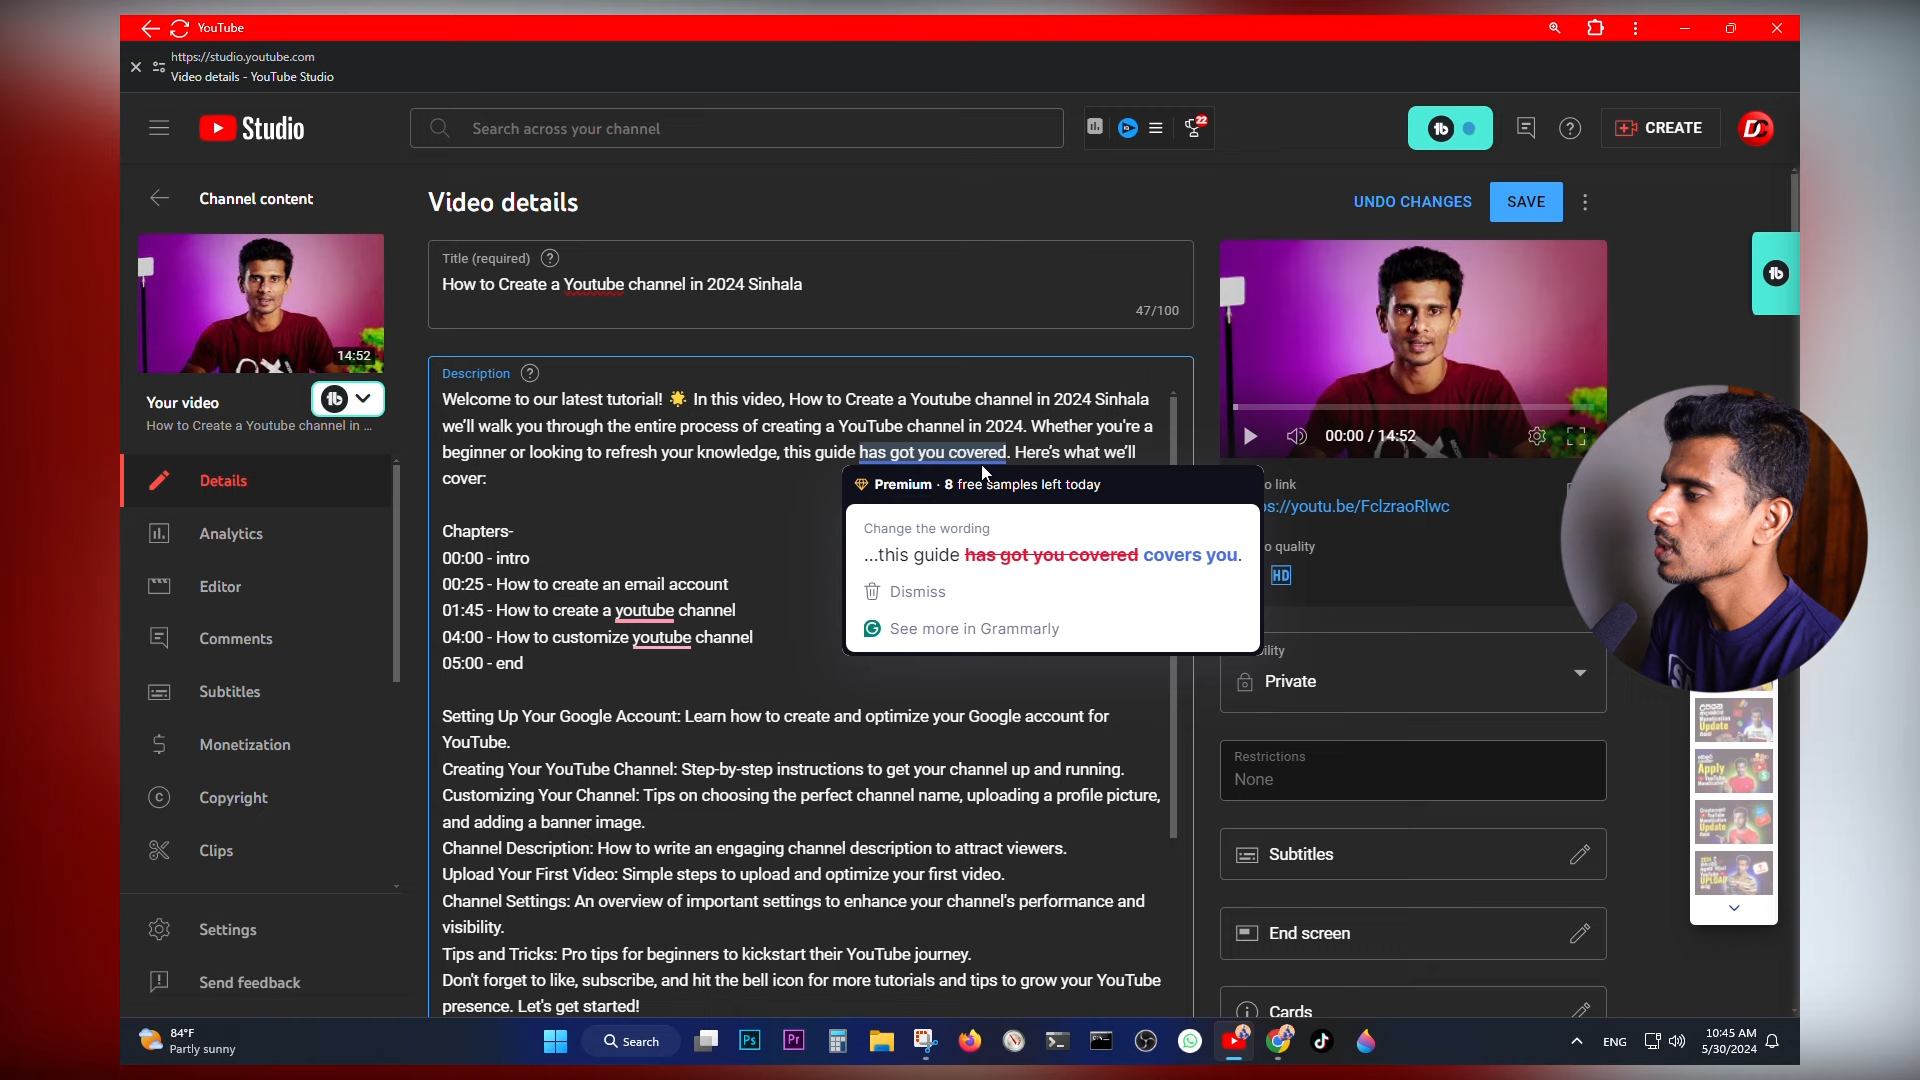 YouTube
https://studio.youtube.com
Video details - YouTube Studio
Studio
Search across your channel
22
CREATE
Channel content
Video details
UNDO CHANGES
SAVE
14:52
Your video
How to Create a Youtube channel in ...
Title (required)
How to Create a Youtube channel in 2024 Sinhala
47/100
Description
Welcome to our latest tutorial! 🌟 In this video, How to Create a Youtube channel in 2024 Sinhala
we'll walk you through the entire process of creating a YouTube channel in 2024. Whether you're a
beginner or looking to refresh your knowledge, this guide has got you covered. Here's what we'll
cover:
Chapters-
00:00 - intro
00:25 - How to create an email account
01:45 - How to create a youtube channel
04:00 - How to customize youtube channel
05:00 - end
Setting Up Your Google Account: Learn how to create and optimize your Google account for
YouTube.
Creating Your YouTube Channel: Step-by-step instructions to get your channel up and running.
Customizing Your Channel: Tips on choosing the perfect channel name, uploading a profile picture,
and adding a banner image.
Channel Description: How to write an engaging channel description to attract viewers.
Upload Your First Video: Simple steps to upload and optimize your first video.
Channel Settings: An overview of important settings to enhance your channel's performance and
visibility.
Tips and Tricks: Pro tips for beginners to kickstart their YouTube journey.
Don't forget to like, subscribe, and hit the bell icon for more tutorials and tips to grow your YouTube
presence. Let's get started!
Premium · 8 free samples left today
Change the wording
...this guide has got you covered covers you.
Dismiss
See more in Grammarly
00:00 / 14:52
o link
ps://youtu.be/FclzraoRlwc
o quality
HD
ility
Private
Restrictions
None
Subtitles
End screen
Cards
Details
Analytics
Editor
Comments
Subtitles
Monetization
Copyright
Clips
Settings
Send feedback
Update
Apply
Update
UPLOAD
84°F
Partly sunny
Search
Ps
Pr
ENG
10:45 AM
5/30/2024